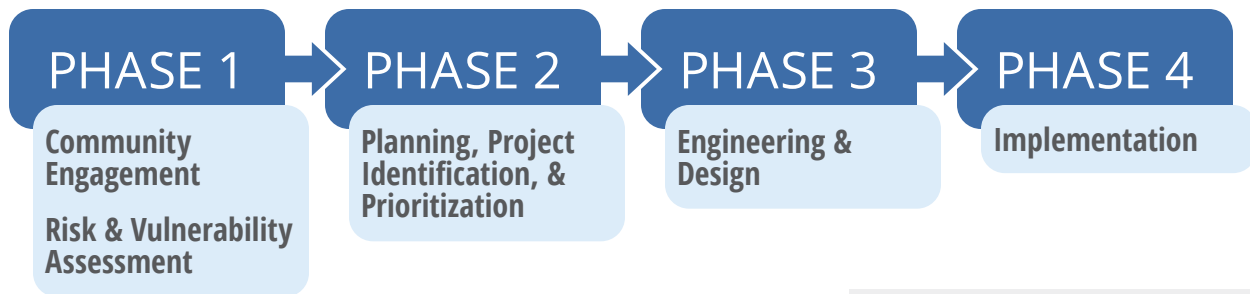 PHASE 1
Community
Engagement
Risk & Vulnerability
Assessment
PHASE 2
Planning, Project
Identification, &
Prioritization
PHASE 3
Engineering &
Design
PHASE 4
Implementation